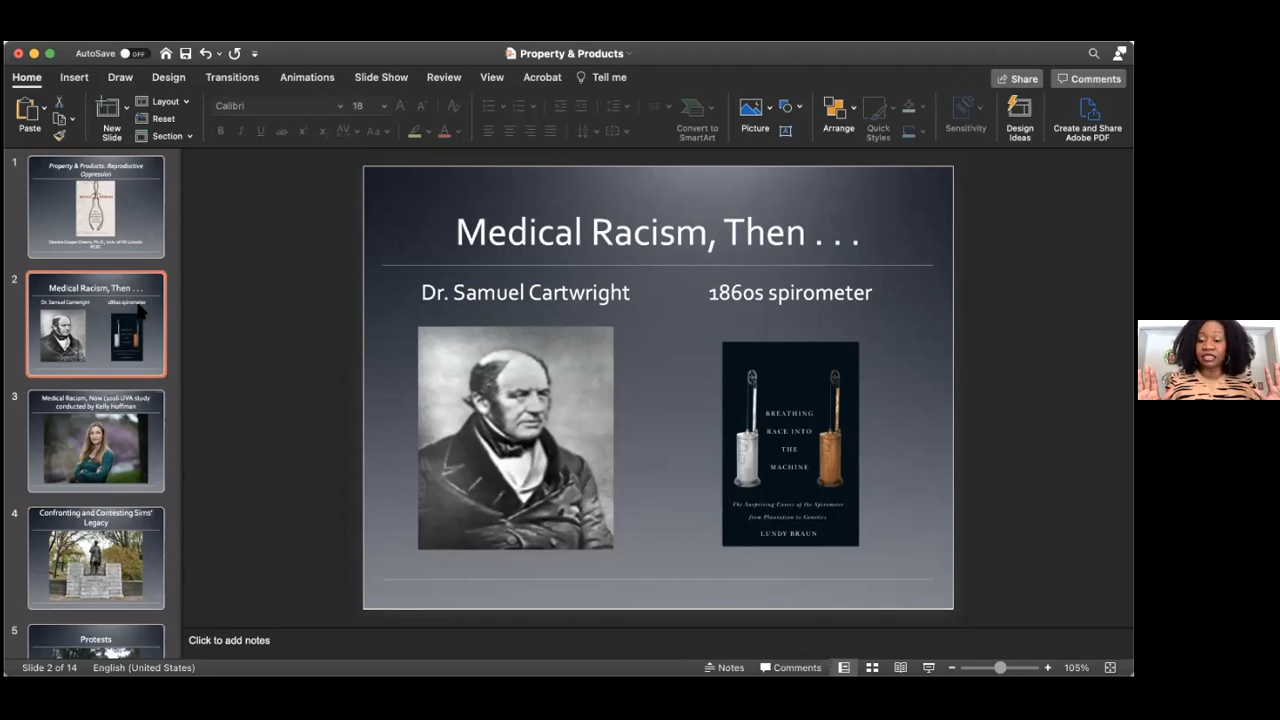 AutoSave OFF
Property & Products
Home Insert Draw Design Transitions Animations Slide Show Review View Acrobat Tell me
Share Comments
Paste
New Slide
Layout
Reset
Section
Calibri 18
Convert to SmartArt
Picture
Arrange
Quick Styles
Sensitivity
Design Ideas
Create and Share Adobe PDF
1
Property & Products: Reproductive
Oppression
2
Medical Racism, Then . . .
Dr. Samuel Cartwright 1860s spirometer
3
Medical Racism, Now (2016 UVA study
conducted by Kelly Hoffman
4
Confronting and Contesting Sims'
Legacy
5
Protests
Medical Racism, Then . . .
Dr. Samuel Cartwright 1860s spirometer
BREATHING
RACE INTO
THE
MACHINE
The Surprising Career of the Spirometer
from Plantation to Genetics
LUNDY BRAUN
Click to add notes
Slide 2 of 14 English (United States)
Notes Comments 105%